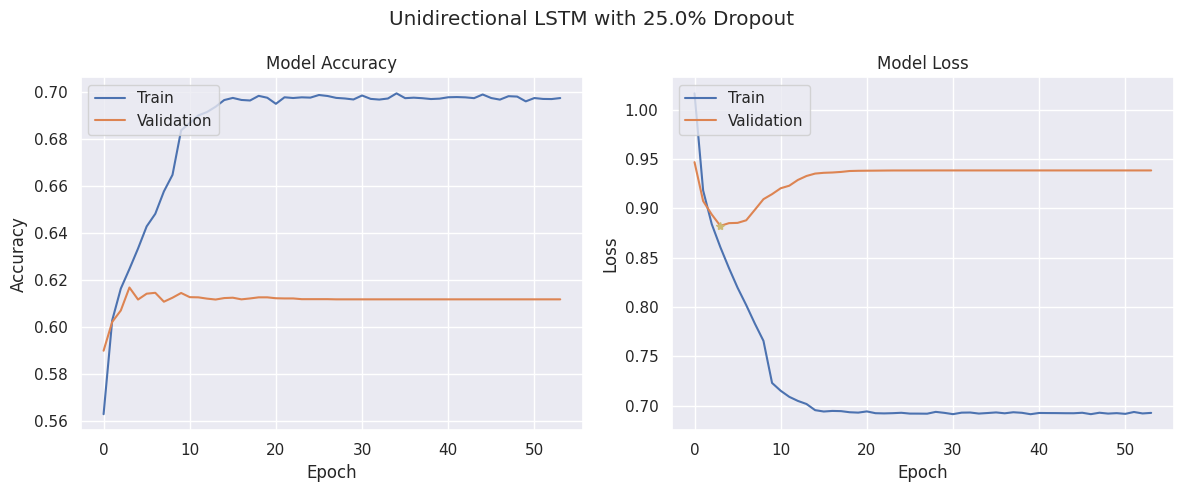 Unidirectional LSTM with 25.0% Dropout
Model Accuracy
Train
Validation
Accuracy
0.70
0.68
0.66
0.64
0.62
0.60
0.58
0.56
0
10
20
30
40
50
Epoch
Model Loss
Train
Validation
Loss
1.00
0.95
0.90
0.85
0.80
0.75
0.70
0
10
20
30
40
50
Epoch